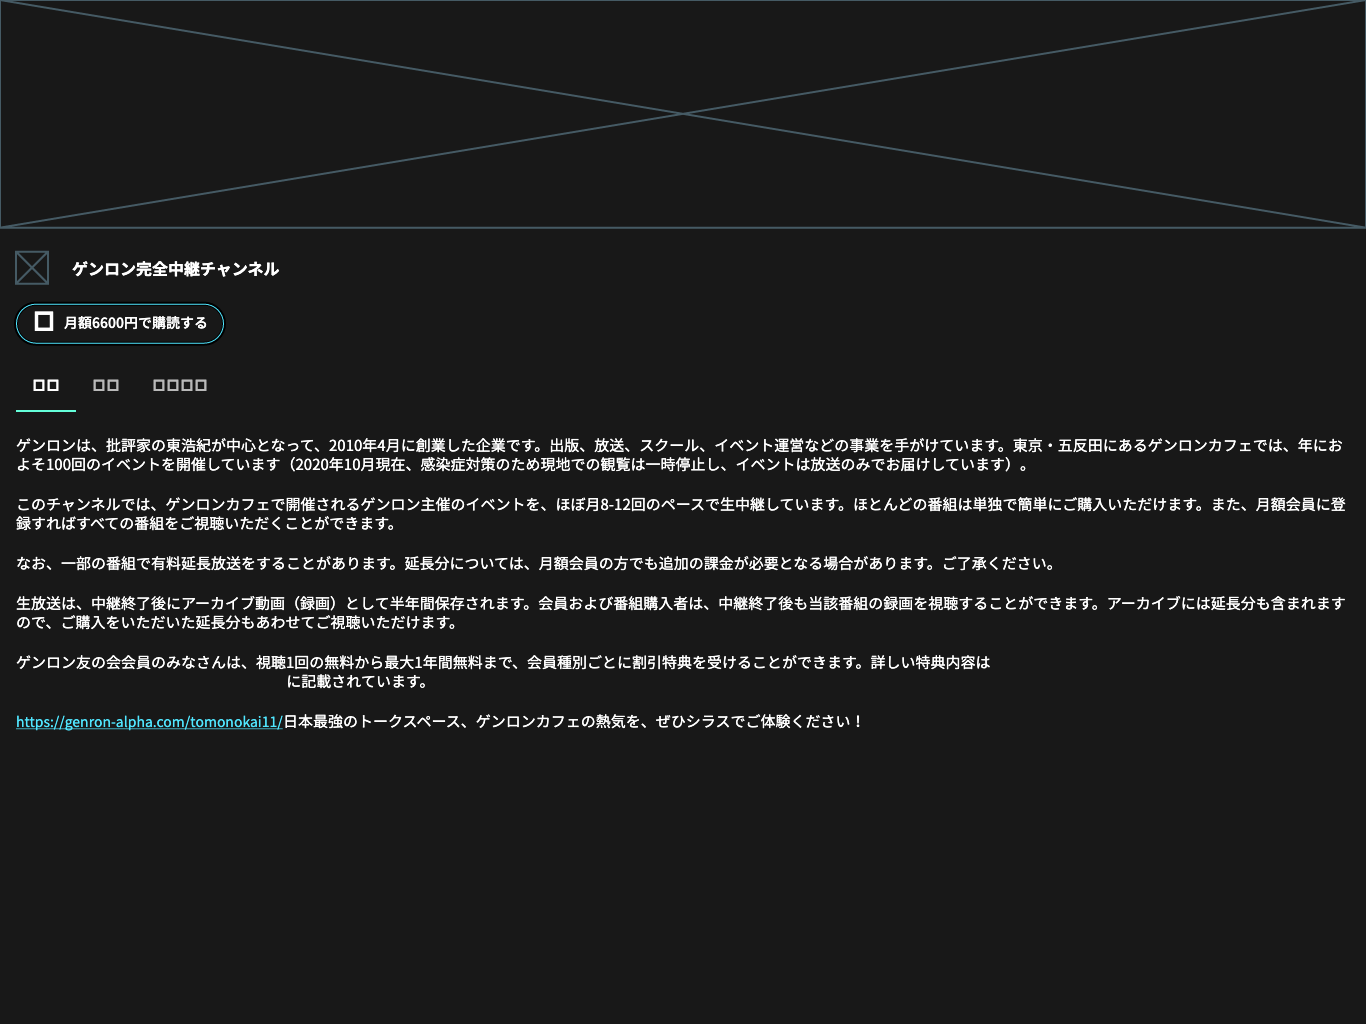 ゲンロン完全中継チャンネル
月額6600円で購読する
ゲンロンは、批評家の東浩紀が中心となって、2010年4月に創業した企業です。出版、放送、スクール、イベント運営などの事業を手がけています。東京・五反田にあるゲンロンカフェでは、年にお
よそ100回のイベントを開催しています（2020年10月現在、感染症対策のため現地での観覧は一時停止し、イベントは放送のみでお届けしています）。
このチャンネルでは、ゲンロンカフェで開催されるゲンロン主催のイベントを、ほぼ月8-12回のペースで生中継しています。ほとんどの番組は単独で簡単にご購入いただけます。また、月額会員に登
録すればすべての番組をご視聴いただくことができます。
なお、一部の番組で有料延長放送をすることがあります。延長分については、月額会員の方でも追加の課金が必要となる場合があります。ご了承ください。
生放送は、中継終了後にアーカイブ動画（録画）として半年間保存されます。会員および番組購入者は、中継終了後も当該番組の録画を視聴することができます。アーカイブには延長分も含まれます
ので、ご購入をいただいた延長分もあわせてご視聴いただけます。
ゲンロン友の会会員のみなさんは、視聴1回の無料から最大1年間無料まで、会員種別ごとに割引特典を受けることができます。詳しい特典内容は
に記載されています。
https://genron-alpha.com/tomonokai11/日本最強のトークスペース、ゲンロンカフェの熱気を、ぜひシラスでご体験ください！